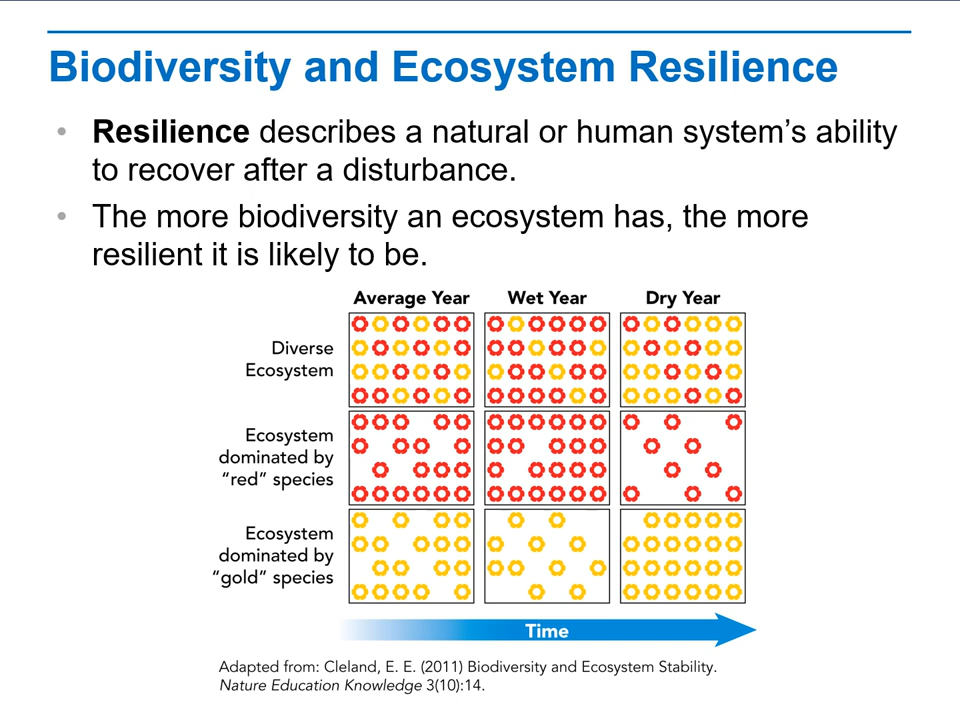 Biodiversity and Ecosystem Resilience
• Resilience describes a natural or human system’s ability
to recover after a disturbance.
• The more biodiversity an ecosystem has, the more
resilient it is likely to be.
Average Year Wet Year Dry Year
Diverse
Ecosystem
Ecosystem
dominated by
“red” species
Ecosystem
dominated by
“gold” species
Time
Adapted from: Cleland, E. E. (2011) Biodiversity and Ecosystem Stability.
Nature Education Knowledge 3(10):14.